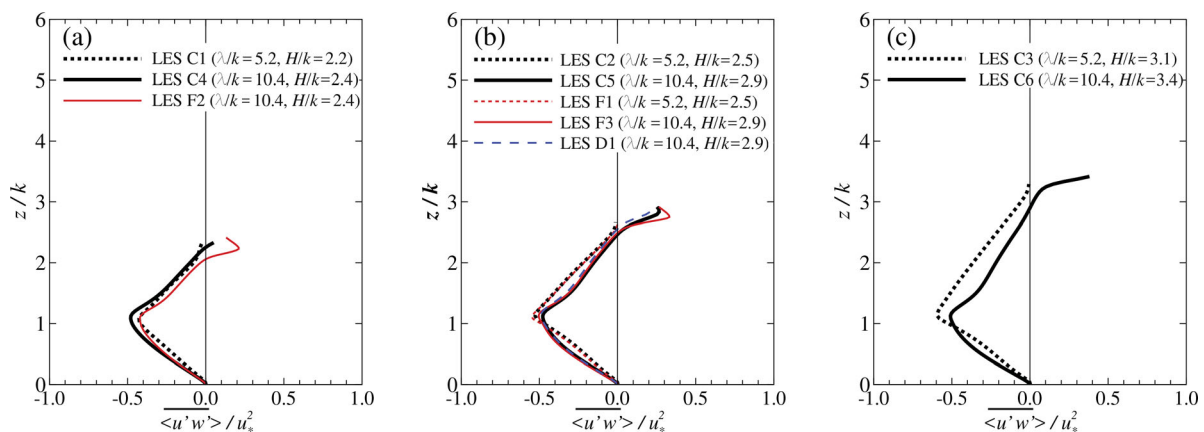 (a)
LES C1 (λ/k=5.2, H/k=2.2)
LES C4 (λ/k=10.4, H/k=2.4)
LES F2 (λ/k=10.4, H/k=2.4)
z / k
6
5
4
3
2
1
0
-1.0 -0.5 0.0 0.5 1.0
<u'w'> / u²*
(b)
LES C2 (λ/k=5.2, H/k=2.5)
LES C5 (λ/k=10.4, H/k=2.9)
LES F1 (λ/k=5.2, H/k=2.5)
LES F3 (λ/k=10.4, H/k=2.9)
LES D1 (λ/k=10.4, H/k=2.9)
z / k
6
5
4
3
2
1
0
-1.0 -0.5 0.0 0.5 1.0
<u'w'> / u²*
(c)
LES C3 (λ/k=5.2, H/k=3.1)
LES C6 (λ/k=10.4, H/k=3.4)
z / k
6
5
4
3
2
1
0
-1.0 -0.5 0.0 0.5 1.0
<u'w'> / u²*